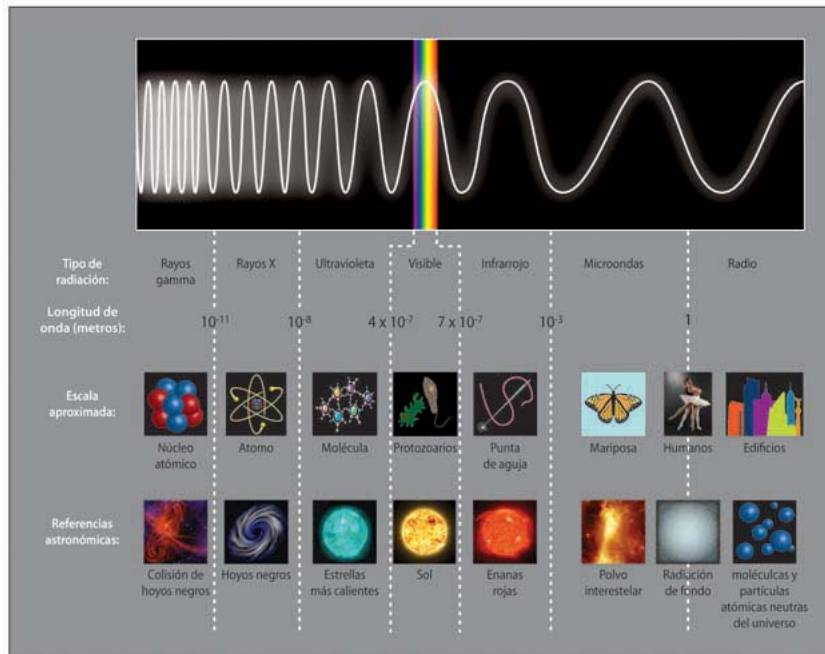 Tipo de radiación: Rayos gamma Rayos X Ultravioleta Visible Infrarrojo Microondas Radio
Longitud de onda (metros): 10⁻¹¹ 10⁻⁸ 4 x 10⁻⁷ 7 x 10⁻⁷ 10⁻³ 1
Escala aproximada: Núcleo atómico Atomo Molécula Protozoarios Punta de aguja Mariposa Humanos Edificios
Referencias astronómicas: Colisión de hoyos negros Hoyos negros Estrellas más calientes Sol Enanas rojas Polvo interestelar Radiación de fondo moléculcas y partículas atómicas neutras del universo